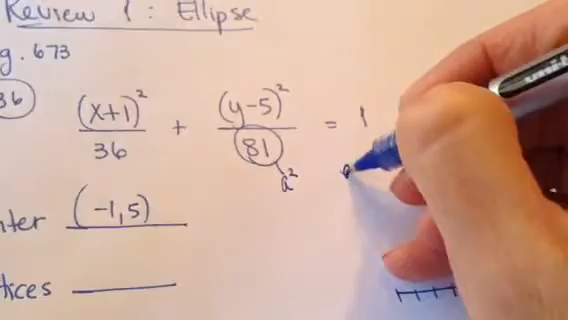 Review 1: Ellipse
g. 673
36
(x+1)² / 36 + (y-5)² / 81 = 1
a²
nter (-1,5)
tices